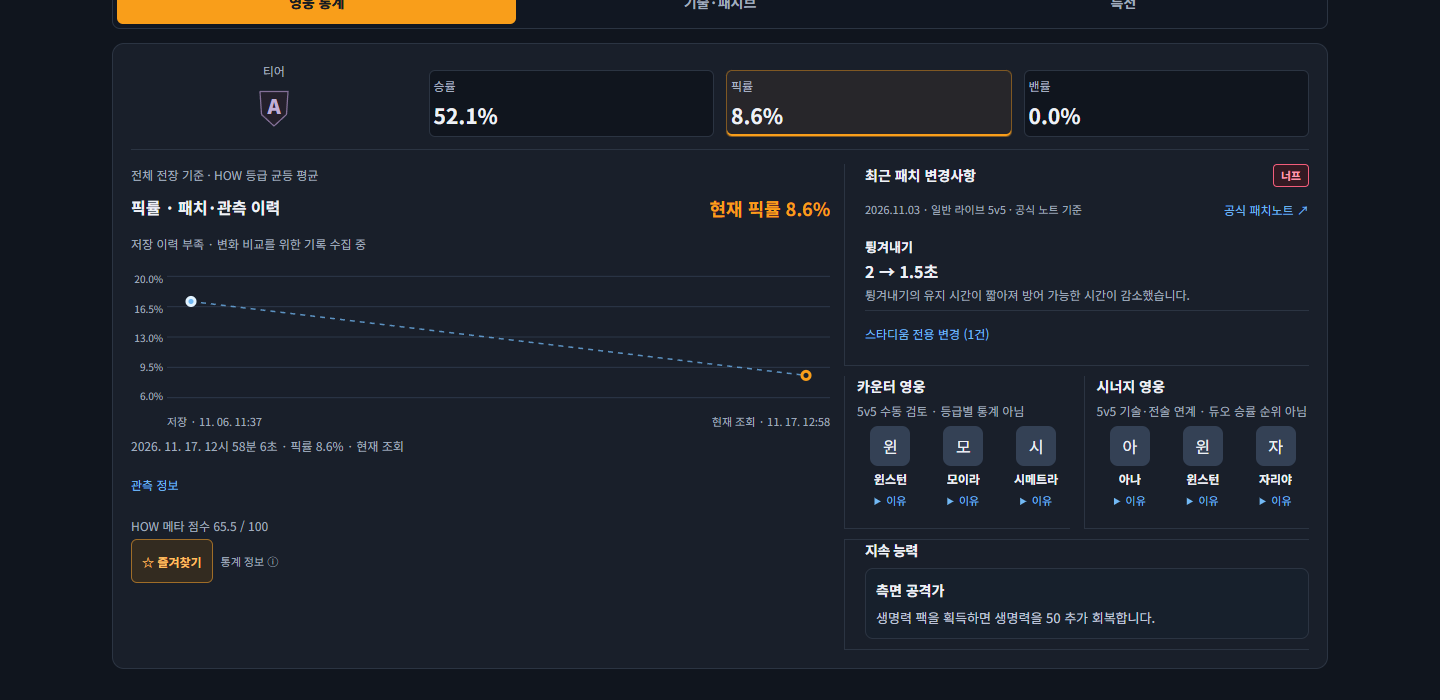 영웅 통계
기술·패시브
특전
티어
A
승률
52.1%
픽률
8.6%
밴률
0.0%
전체 전장 기준 · HOW 등급 균등 평균
픽률 · 패치·관측 이력
현재 픽률 8.6%
저장 이력 부족 · 변화 비교를 위한 기록 수집 중
20.0%
16.5%
13.0%
9.5%
6.0%
저장 · 11. 06. 11:37
현재 조회 · 11. 17. 12:58
2026. 11. 17. 12시 58분 6초 · 픽률 8.6% · 현재 조회
관측 정보
HOW 메타 점수 65.5 / 100
☆ 즐겨찾기
통계 정보 ⓘ
최근 패치 변경사항
너프
2026.11.03 · 일반 라이브 5v5 · 공식 노트 기준
공식 패치노트 ↗
튕겨내기
2 → 1.5초
튕겨내기의 유지 시간이 짧아져 방어 가능한 시간이 감소했습니다.
스타디움 전용 변경 (1건)
카운터 영웅
5v5 수동 검토 · 등급별 통계 아님
윈
모
시
윈스턴
모이라
시메트라
▶ 이유
▶ 이유
▶ 이유
시너지 영웅
5v5 기술·전술 연계 · 듀오 승률 순위 아님
아
윈
자
아나
윈스턴
자리야
▶ 이유
▶ 이유
▶ 이유
지속 능력
측면 공격가
생명력 팩을 획득하면 생명력을 50 추가 회복합니다.